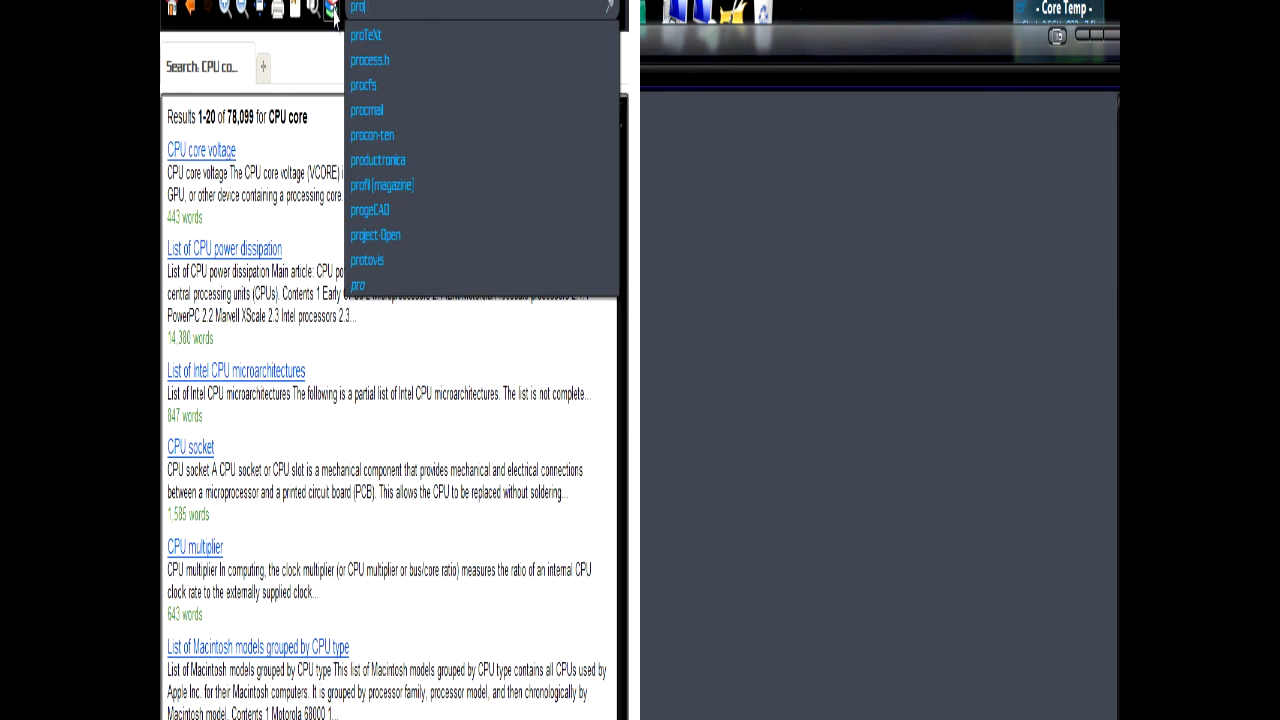 pro
- Core Temp -
proTeXt
process.h
procfs
procmail
procon-ten
productronica
profil (magazine)
progeCAD
project-Open
protovis
pro
Search: CPU co...
Results 1-20 of 78,099 for CPU core
CPU core voltage
CPU core voltage The CPU core voltage (VCORE) i
GPU, or other device containing a processing core.
443 words
List of CPU power dissipation
List of CPU power dissipation Main article: CPU po
central processing units (CPUs). Contents 1 Early
PowerPC 2.2 Marvell XScale 2.3 Intel processors 2.3...
14,380 words
List of Intel CPU microarchitectures
List of Intel CPU microarchitectures The following is a partial list of Intel CPU microarchitectures. The list is not complete...
847 words
CPU socket
CPU socket A CPU socket or CPU slot is a mechanical component that provides mechanical and electrical connections
between a microprocessor and a printed circuit board (PCB). This allows the CPU to be replaced without soldering...
1,585 words
CPU multiplier
CPU multiplier In computing, the clock multiplier (or CPU multiplier or bus/core ratio) measures the ratio of an internal CPU
clock rate to the externally supplied clock...
643 words
List of Macintosh models grouped by CPU type
List of Macintosh models grouped by CPU type This list of Macintosh models grouped by CPU type contains all CPUs used by
Apple Inc. for their Macintosh computers. It is grouped by processor family, processor model, and then chronologically by
Macintosh model. Contents 1 Motorola 68000 1...